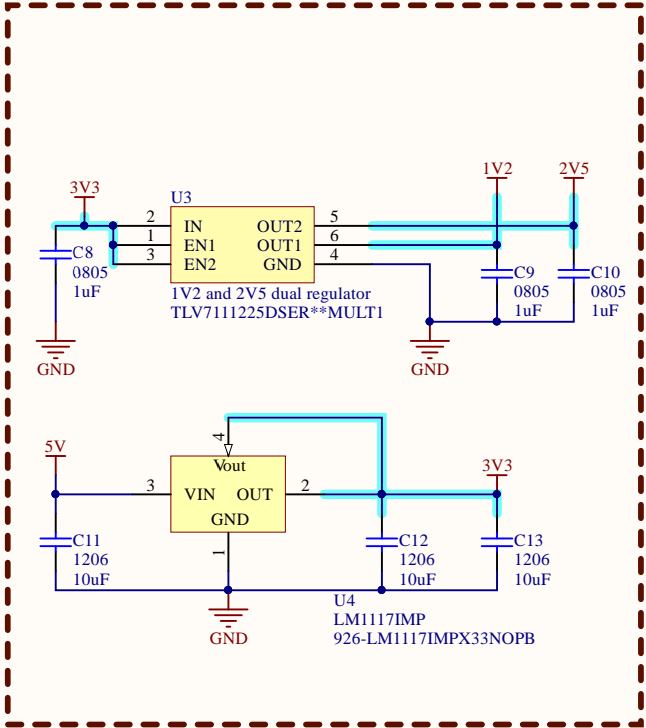 1V2
2V5
3V3
U3
2
IN
OUT2
5
1
EN1
OUT1
6
3
EN2
GND
4
C8
0805
1uF
C9
0805
1uF
C10
0805
1uF
1V2 and 2V5 dual regulator
TLV7111225DSER**MULT1
GND
GND
4
5V
Vout
3V3
3
VIN
OUT
2
GND
1
C11
1206
10uF
C12
1206
10uF
C13
1206
10uF
GND
U4
LM1117IMP
926-LM1117IMPX33NOPB